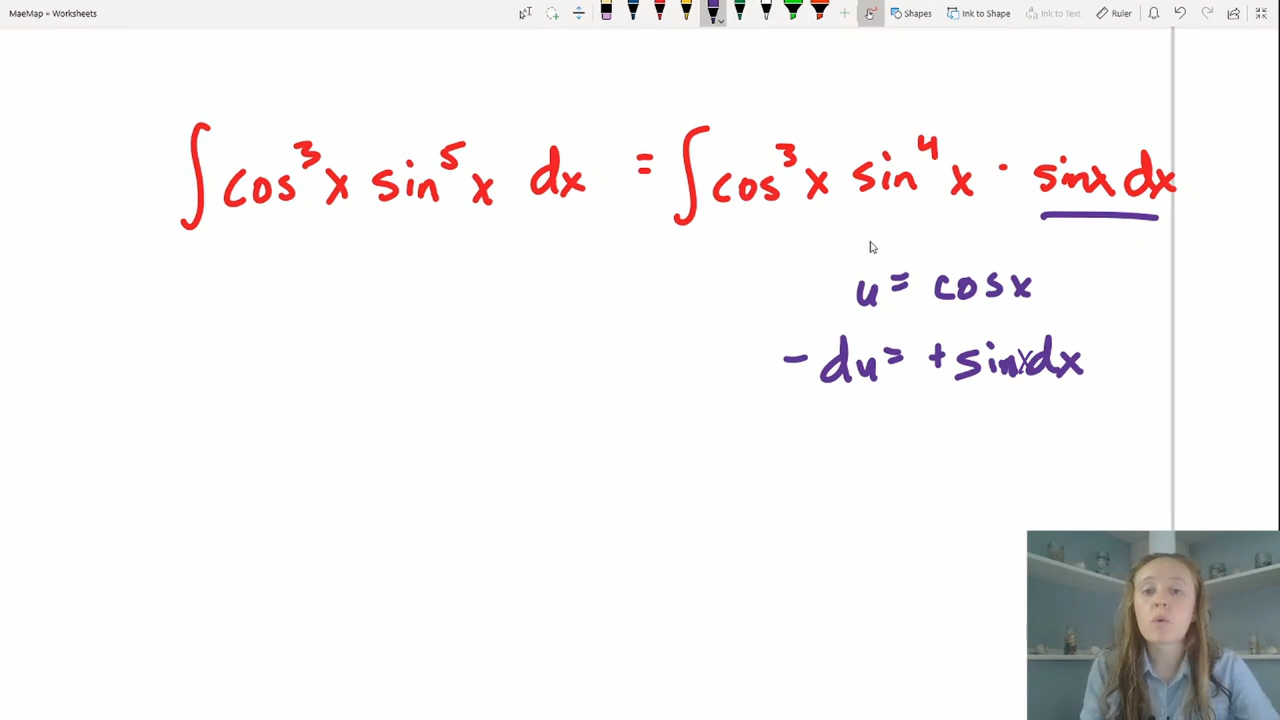 MaeMap » Worksheets
Shapes Ink to Shape Ink to Text Ruler
∫cos³x sin⁵x dx = ∫cos³x sin⁴x · sinx dx
u = cosx
- du = + sinxdx